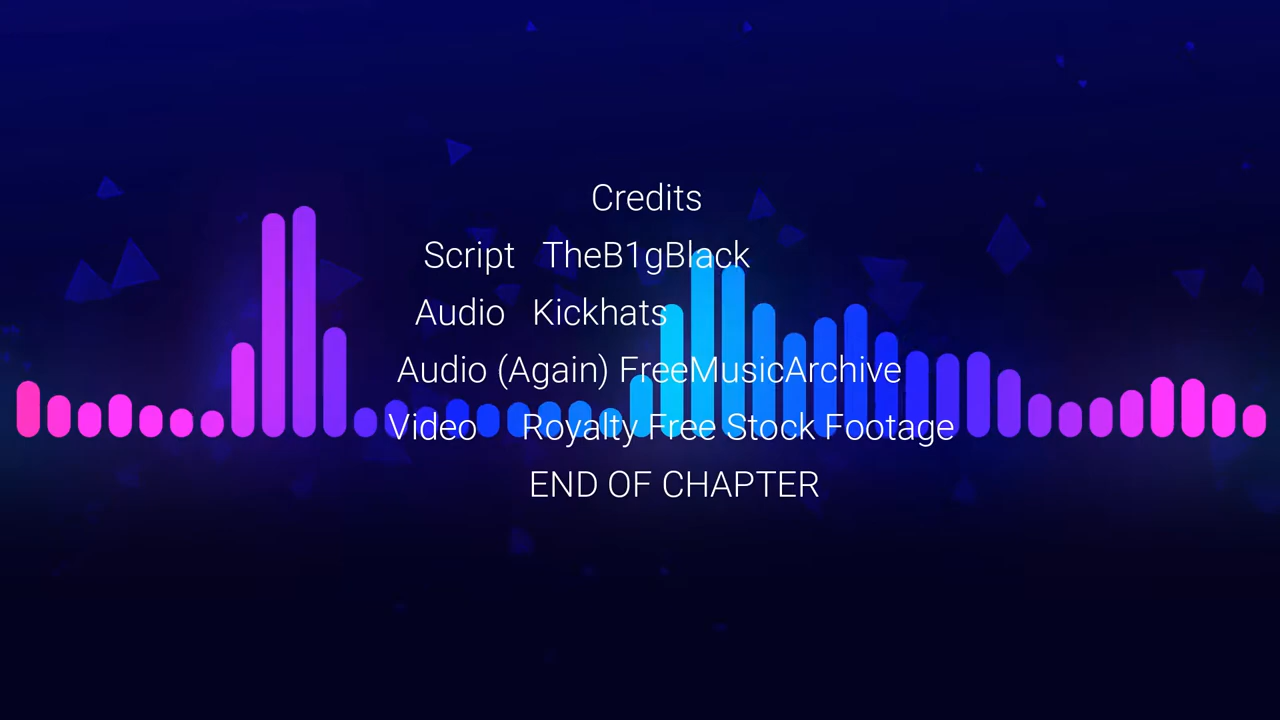 Credits
Script TheB1gBlack
Audio Kickhats
Audio (Again) FreeMusicArchive
Video Royalty Free Stock Footage
END OF CHAPTER